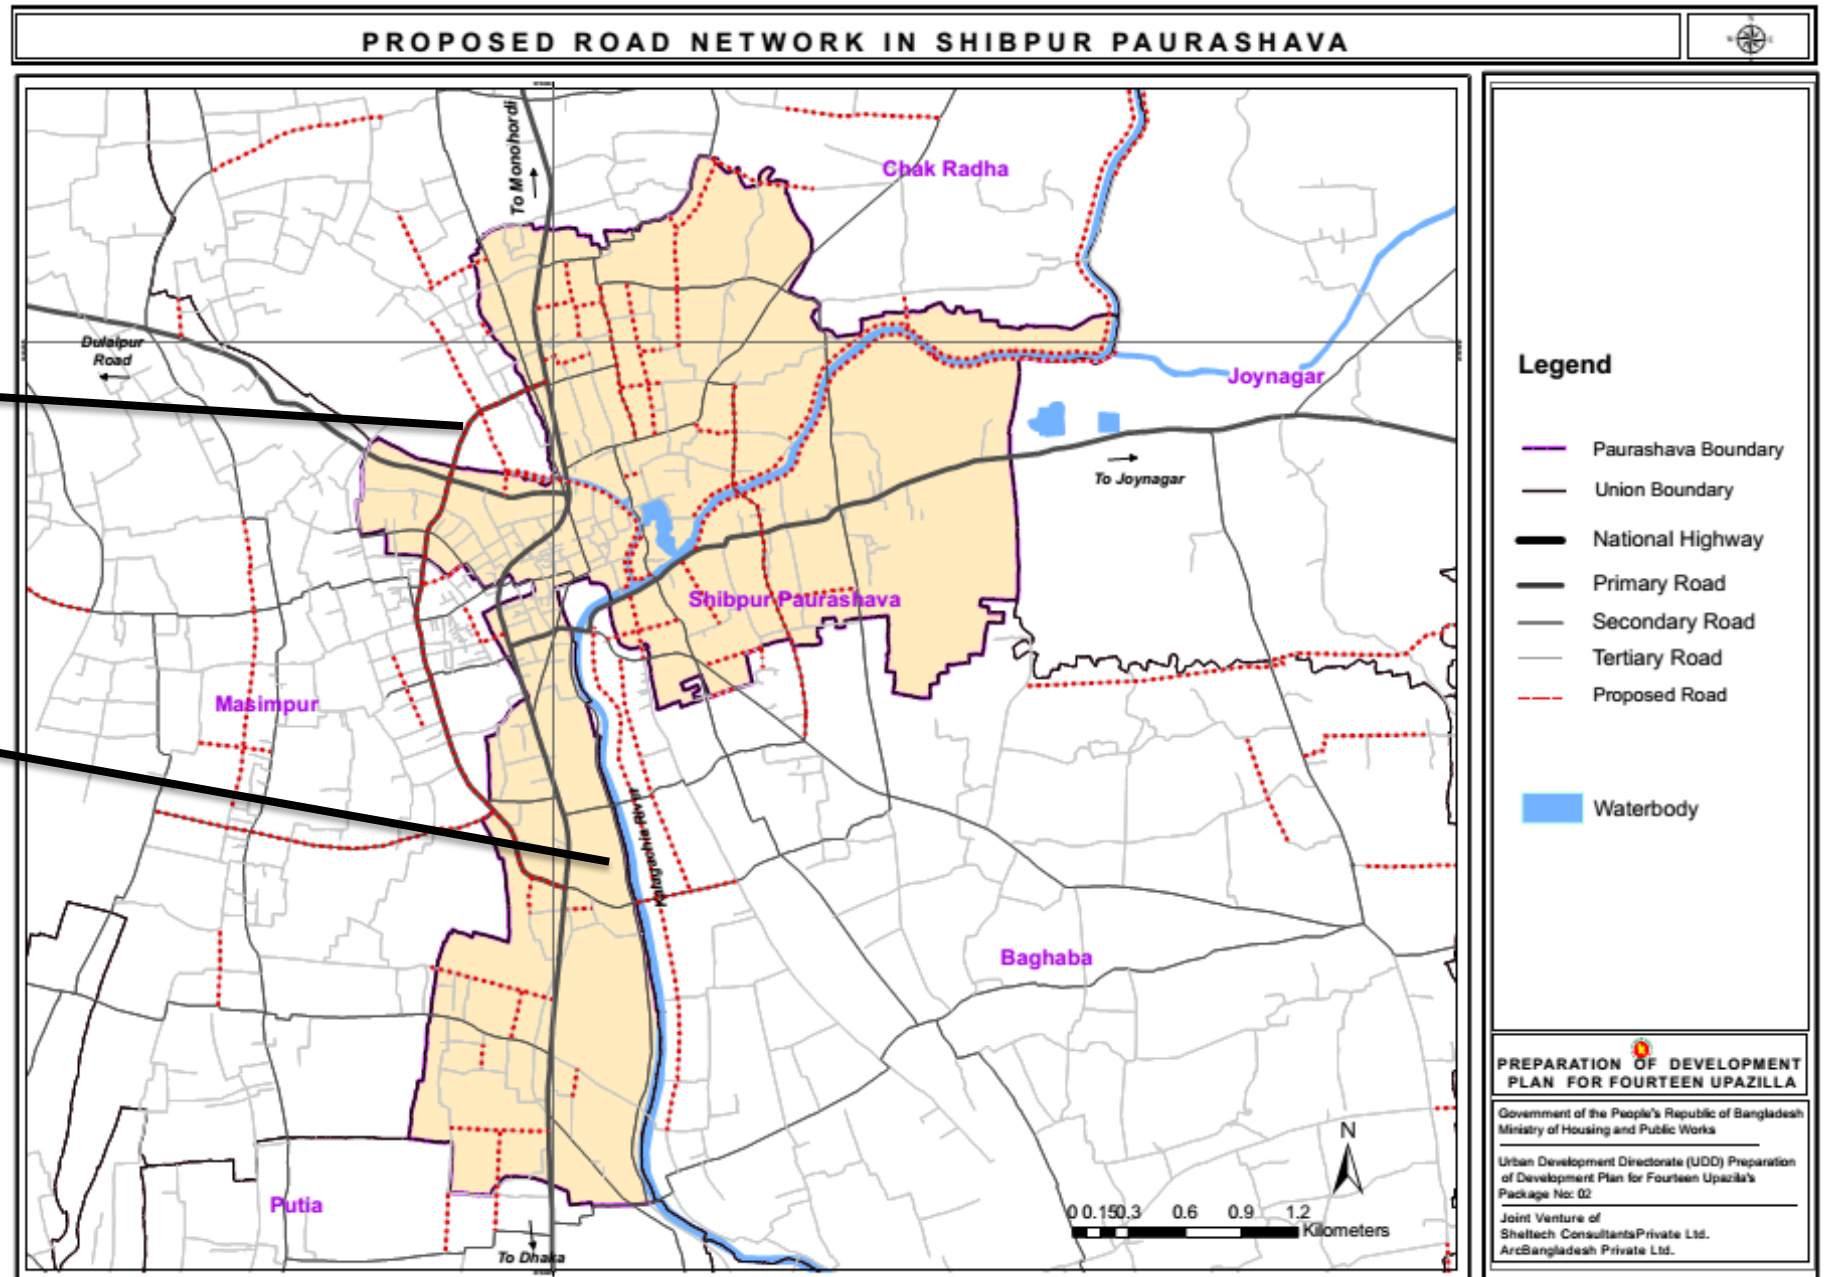 PROPOSED ROAD NETWORK IN SHIBPUR PAURASHAVA
To Monohordi
Chak Radha
Dulalpur
Road
Joynagar
To Joynagar
Shibpur Paurashava
Masimpur
River
Baghaba
Putia
To Dhaka
N
0 0.15 0.3 0.6 0.9 1.2
Kilometers
Legend
Paurashava Boundary
Union Boundary
National Highway
Primary Road
Secondary Road
Tertiary Road
Proposed Road
Waterbody
PREPARATION OF DEVELOPMENT
PLAN FOR FOURTEEN UPAZILLA
Government of the People's Republic of Bangladesh
Ministry of Housing and Public Works
Urban Development Directorate (UDD) Preparation
of Development Plan for Fourteen Upazila's
Package No: 02
Joint Venture of
Sheltech ConsultantsPrivate Ltd.
ArcBangladesh Private Ltd.